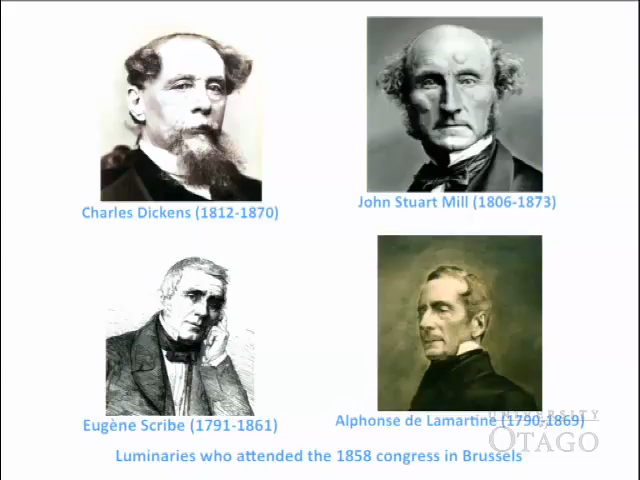 Charles Dickens (1812-1870)
John Stuart Mill (1806-1873)
Eugène Scribe (1791-1861)
Alphonse de Lamartine (1790-1869)
UNIVERSITY
OTAGO
Luminaries who attended the 1858 congress in Brussels